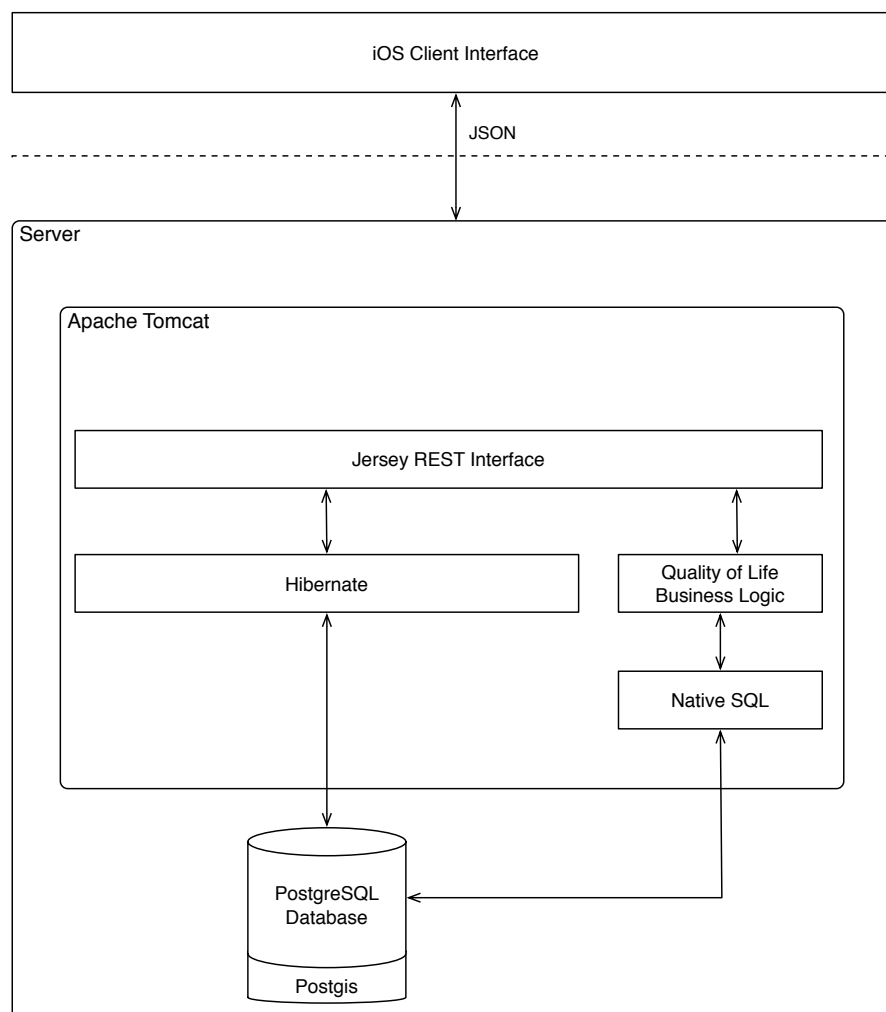 iOS Client Interface
JSON
Server
Apache Tomcat
Jersey REST Interface
Hibernate
Quality of Life
Business Logic
Native SQL
PostgreSQL
Database
Postgis